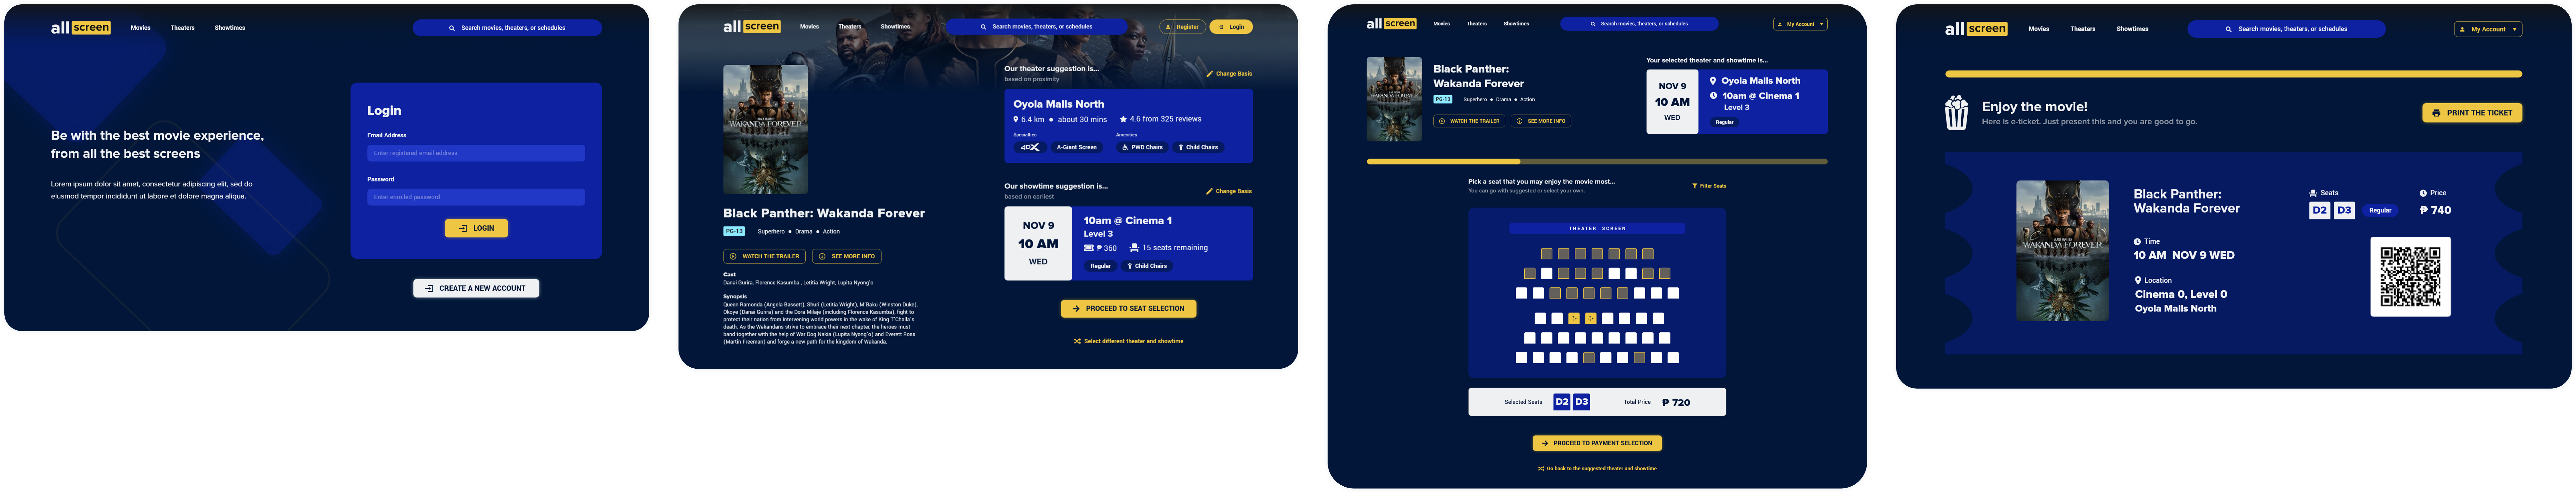 all screen
Movies
Theaters
Showtimes
Search movies, theaters, or schedules
Be with the best movie experience,
from all the best screens
Lorem ipsum dolor sit amet, consectetur adipiscing elit, sed do
eiusmod tempor incididunt ut labore et dolore magna aliqua.
Login
Email Address
Enter registered email address
Password
Enter enrolled password
LOGIN
CREATE A NEW ACCOUNT
all screen
Movies
Theaters
Showtimes
Search movies, theaters, or schedules
Register
Login
WAKANDA FOREVER
Black Panther: Wakanda Forever
PG-13
Superhero
Drama
Action
WATCH THE TRAILER
SEE MORE INFO
Cast
Danai Gurira, Florence Kasumba , Letitia Wright, Lupita Nyong'o
Synopsis
Queen Ramonda (Angela Bassett), Shuri (Letitia Wright), M'Baku (Winston Duke),
Okoye (Danai Gurira) and the Dora Milaje (including Florence Kasumba), fight to
protect their nation from intervening world powers in the wake of King T'Challa's
death. As the Wakandans strive to embrace their next chapter, the heroes must
band together with the help of War Dog Nakia (Lupita Nyong'o) and Everett Ross
(Martin Freeman) and forge a new path for the kingdom of Wakanda.
Our theater suggestion is...
based on proximity
Change Basis
Oyola Malls North
6.4 km
about 30 mins
4.6 from 325 reviews
Specialties
Amenities
4DX
A-Giant Screen
PWD Chairs
Child Chairs
Our showtime suggestion is...
based on earliest
Change Basis
NOV 9
10 AM
WED
10am @ Cinema 1
Level 3
₱ 360
15 seats remaining
Regular
Child Chairs
PROCEED TO SEAT SELECTION
Select different theater and showtime
all screen
Movies
Theaters
Showtimes
Search movies, theaters, or schedules
My Account
WAKANDA FOREVER
Black Panther:
Wakanda Forever
PG-13
Superhero
Drama
Action
WATCH THE TRAILER
SEE MORE INFO
Your selected theater and showtime is...
NOV 9
10 AM
WED
Oyola Malls North
10am @ Cinema 1
Level 3
Regular
Pick a seat that you may enjoy the movie most...
You can go with suggested or select your own.
Filter Seats
THEATER SCREEN
Selected Seats
D2
D3
Total Price
₱ 720
PROCEED TO PAYMENT SELECTION
Go back to the suggested theater and showtime
all screen
Movies
Theaters
Showtimes
Search movies, theaters, or schedules
My Account
Enjoy the movie!
Here is e-ticket. Just present this and you are good to go.
PRINT THE TICKET
WAKANDA FOREVER
Black Panther:
Wakanda Forever
Time
10 AM NOV 9 WED
Location
Cinema 0, Level 0
Oyola Malls North
Seats
D2
D3
Regular
Price
₱ 740